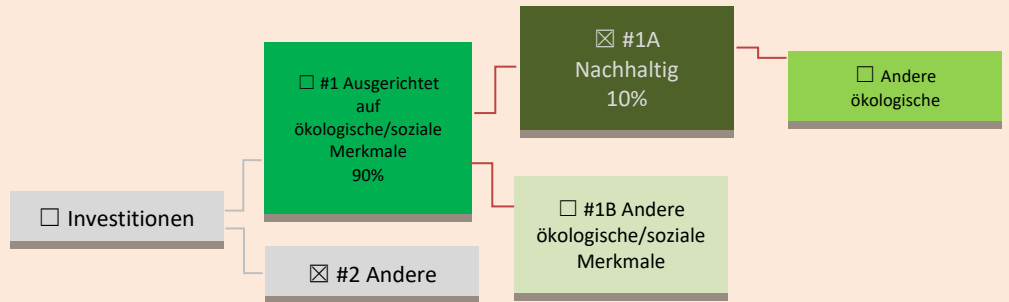 ☐ Investitionen
☐ #1 Ausgerichtet
auf
ökologische/soziale
Merkmale
90%
☒ #2 Andere
☒ #1A
Nachhaltig
10%
☐ #1B Andere
ökologische/soziale
Merkmale
☐ Andere
ökologische